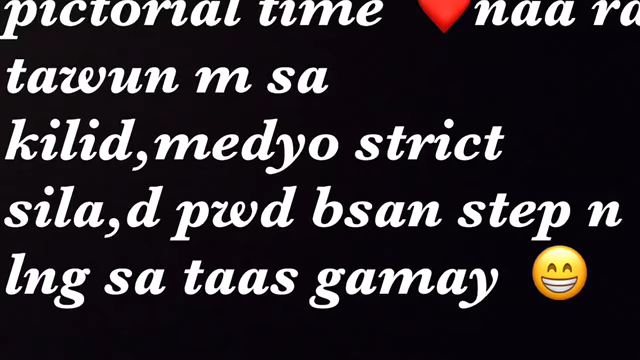 pictorial time ❤️naa ra
tawun m sa
kilid,medyo strict
sila,d pwd bsan step n
lng sa taas gamay 😁